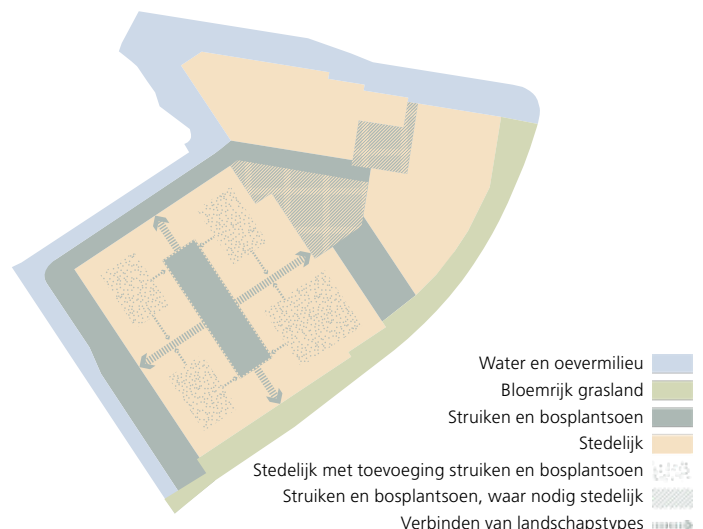 Water en oevermilieu
Bloemrijk grasland
Struiken en bosplantsoen
Stedelijk
Stedelijk met toevoeging struiken en bosplantsoen
Struiken en bosplantsoen, waar nodig stedelijk
Verbinden van landschapstypes